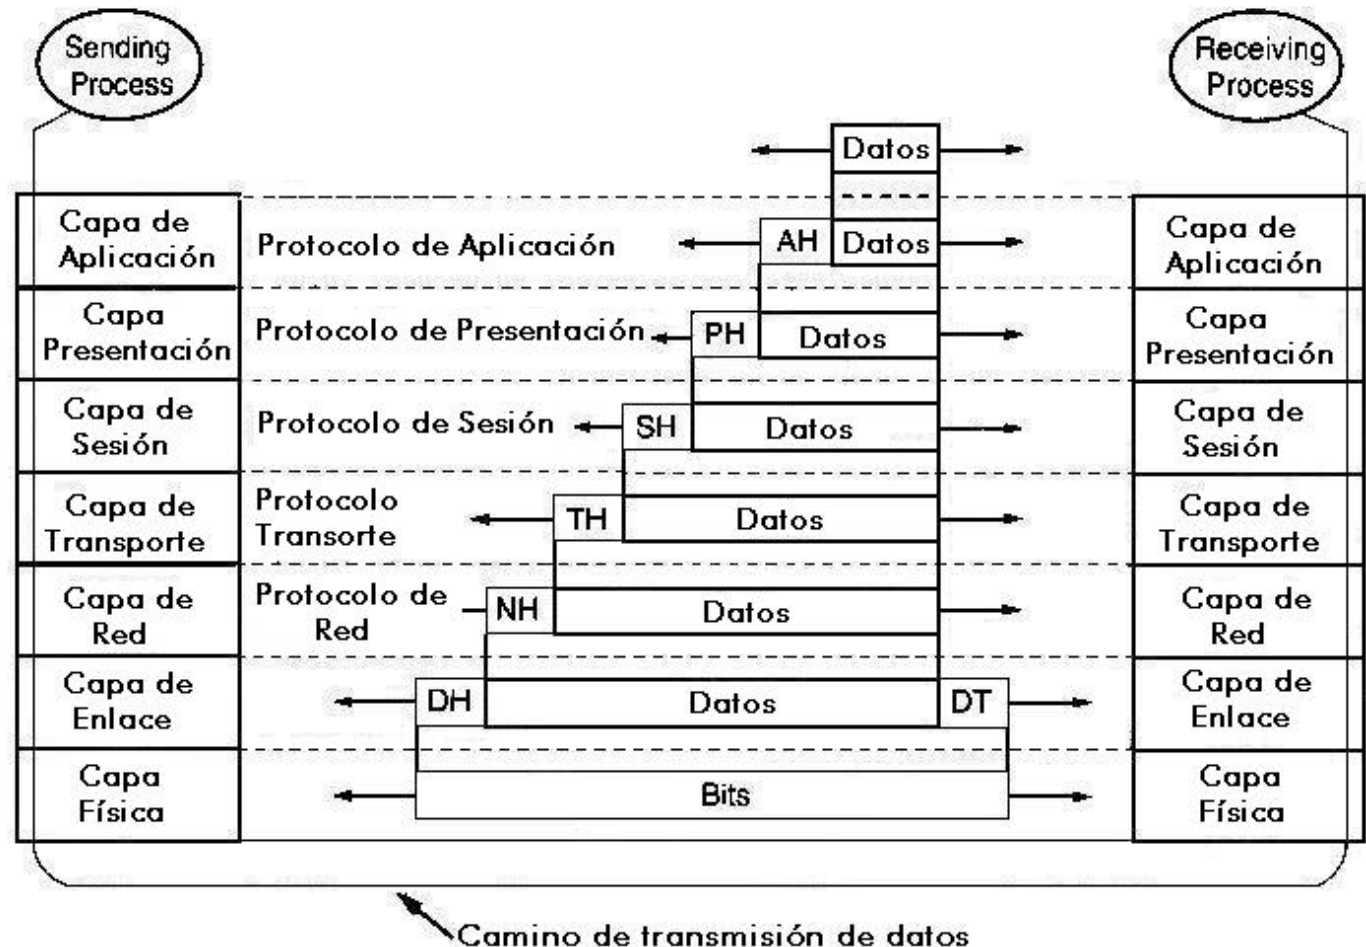 Sending
Process
Receiving
Process
Datos
Capa de
Aplicación
Protocolo de Aplicación
AH
Datos
Capa de
Aplicación
Capa
Presentación
Protocolo de Presentación
PH
Datos
Capa
Presentación
Capa de
Sesión
Protocolo de Sesión
SH
Datos
Capa de
Sesión
Capa de
Transporte
Protocolo
Transorte
TH
Datos
Capa de
Transporte
Capa de
Red
Protocolo de
Red
NH
Datos
Capa de
Red
Capa de
Enlace
DH
Datos
DT
Capa de
Enlace
Capa
Física
Bits
Capa
Física
Camino de transmisión de datos